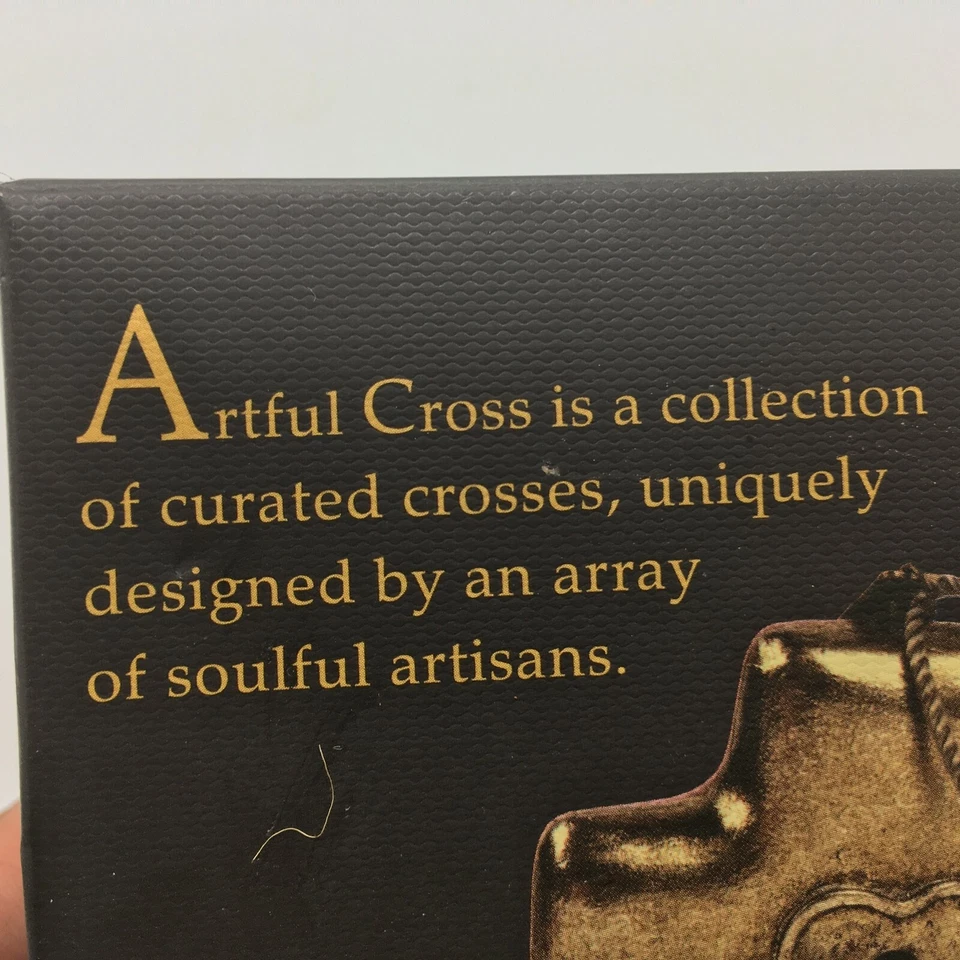 Artful Cross is a collection
of curated crosses, uniquely
designed by an array
of soulful artisans.